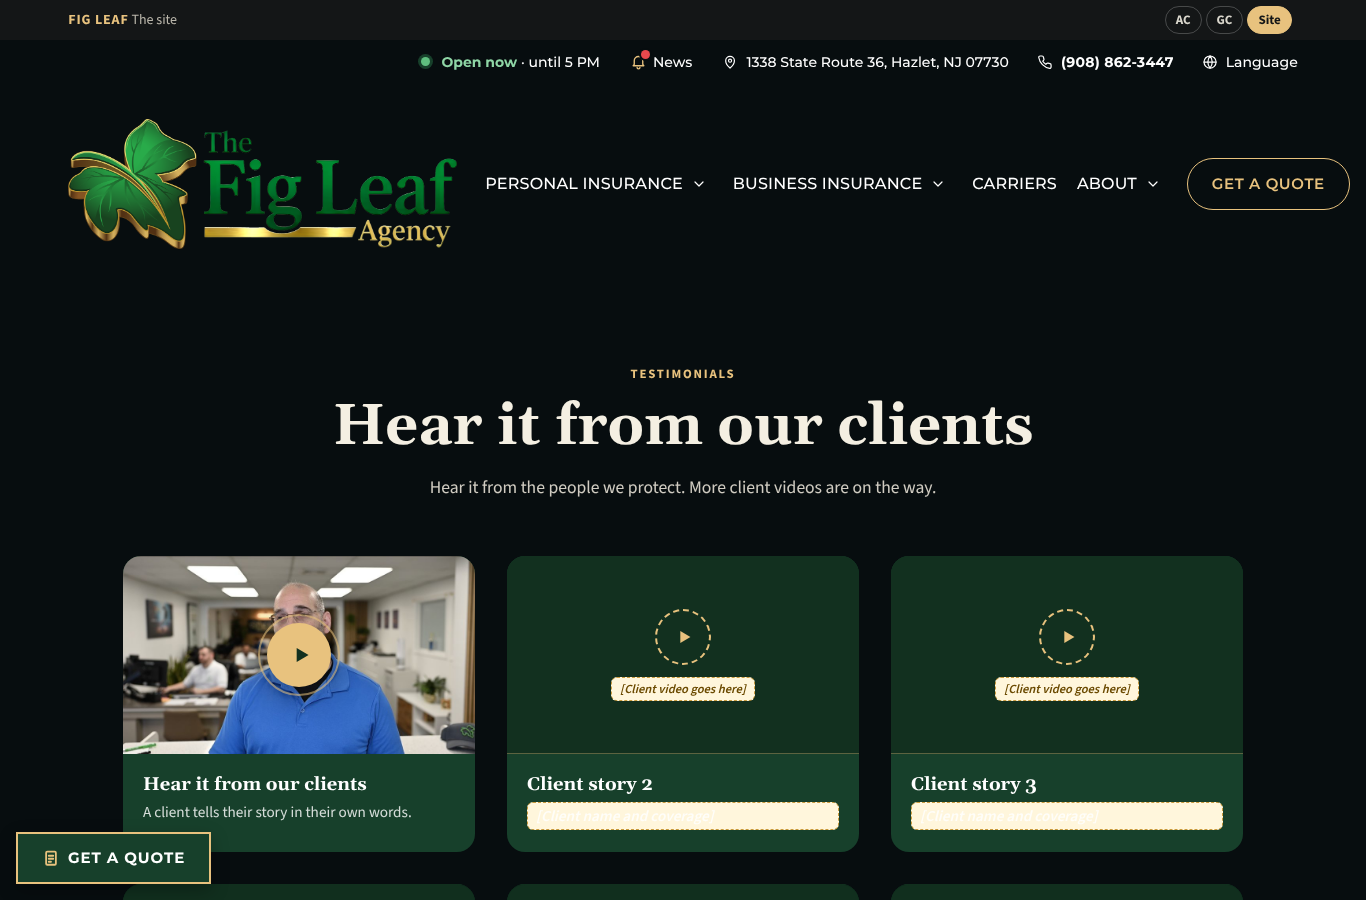 FIG LEAF The site
AC GC Site
Open now · until 5 PM News 1338 State Route 36, Hazlet, NJ 07730 (908) 862-3447 Language
The
Fig Leaf
Agency
PERSONAL INSURANCE BUSINESS INSURANCE CARRIERS ABOUT GET A QUOTE
TESTIMONIALS
Hear it from our clients
Hear it from the people we protect. More client videos are on the way.
[Client video goes here] [Client video goes here]
Hear it from our clients
A client tells their story in their own words.
Client story 2
[Client name and coverage]
Client story 3
[Client name and coverage]
GET A QUOTE